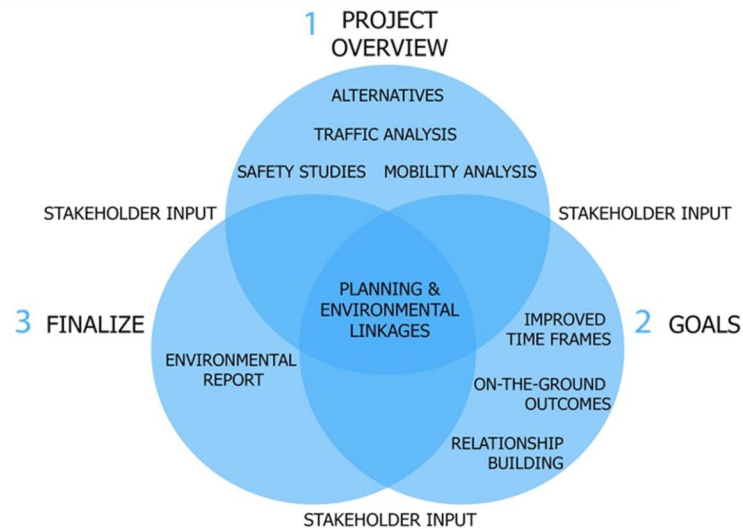 1 PROJECT
OVERVIEW
ALTERNATIVES
TRAFFIC ANALYSIS
SAFETY STUDIES MOBILITY ANALYSIS
STAKEHOLDER INPUT
STAKEHOLDER INPUT
PLANNING &
ENVIRONMENTAL
LINKAGES
3 FINALIZE
IMPROVED
TIME FRAMES
2 GOALS
ENVIRONMENTAL
REPORT
ON-THE-GROUND
OUTCOMES
RELATIONSHIP
BUILDING
STAKEHOLDER INPUT